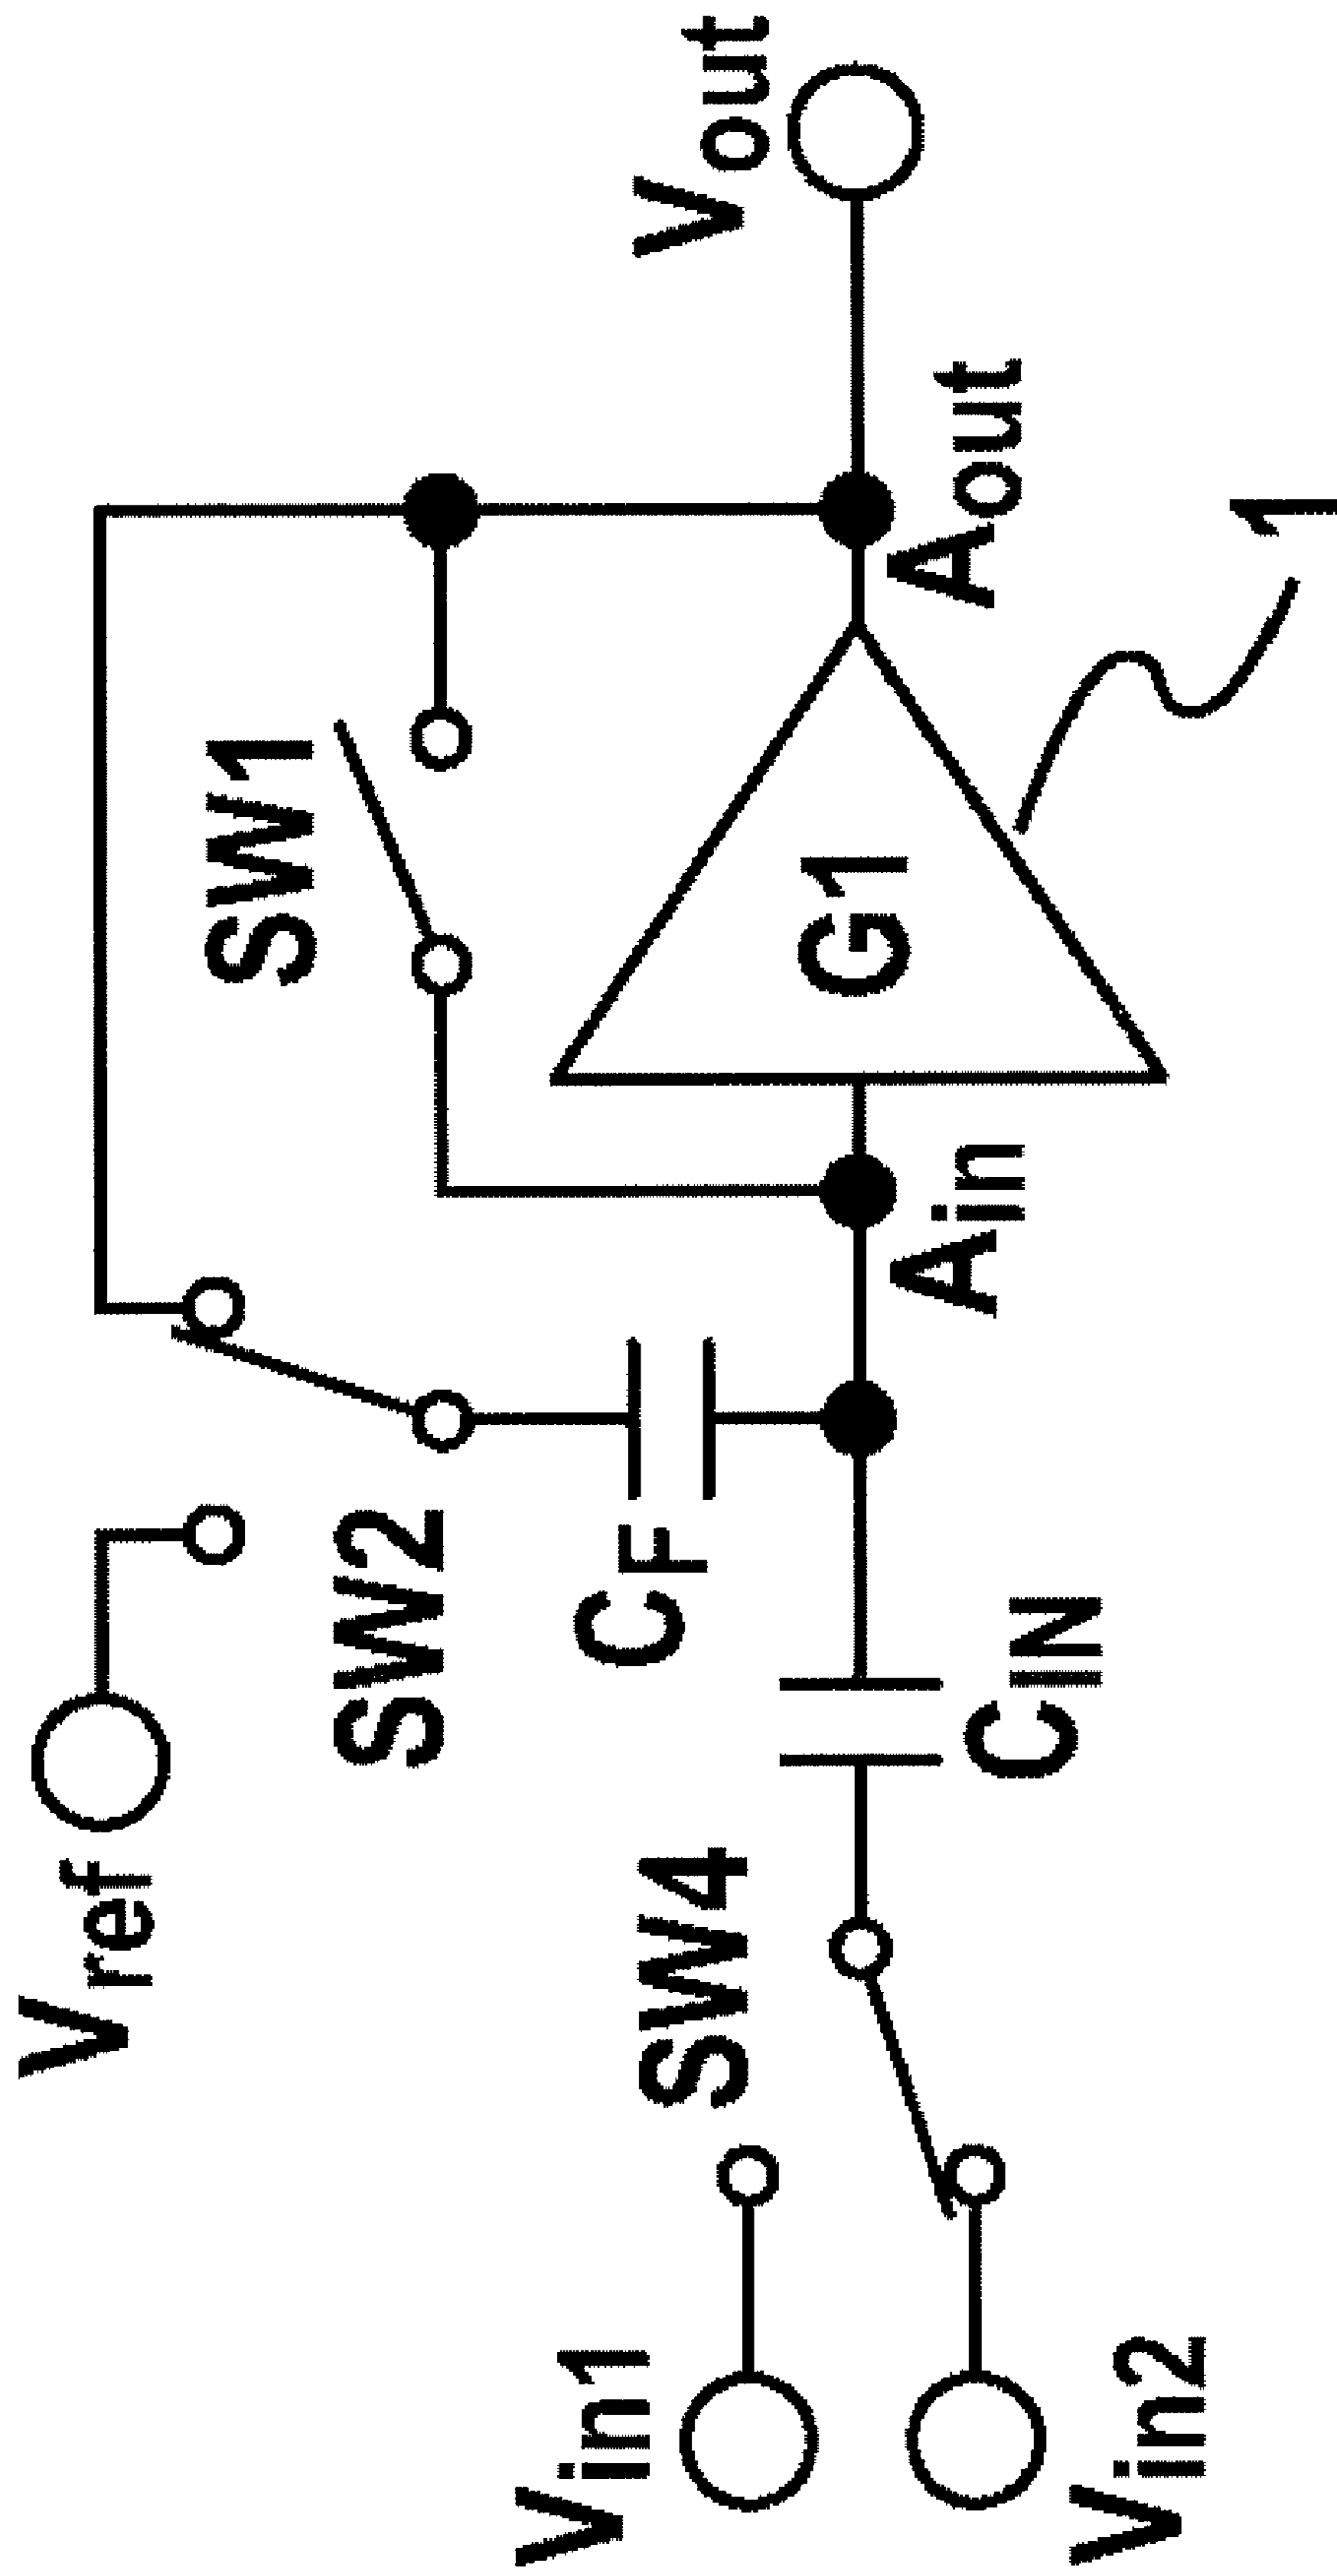 Vref
SW1
SW2
Vout
CF
SW4
Vin1
G1
Ain
Aout
CIN
Vin2
1